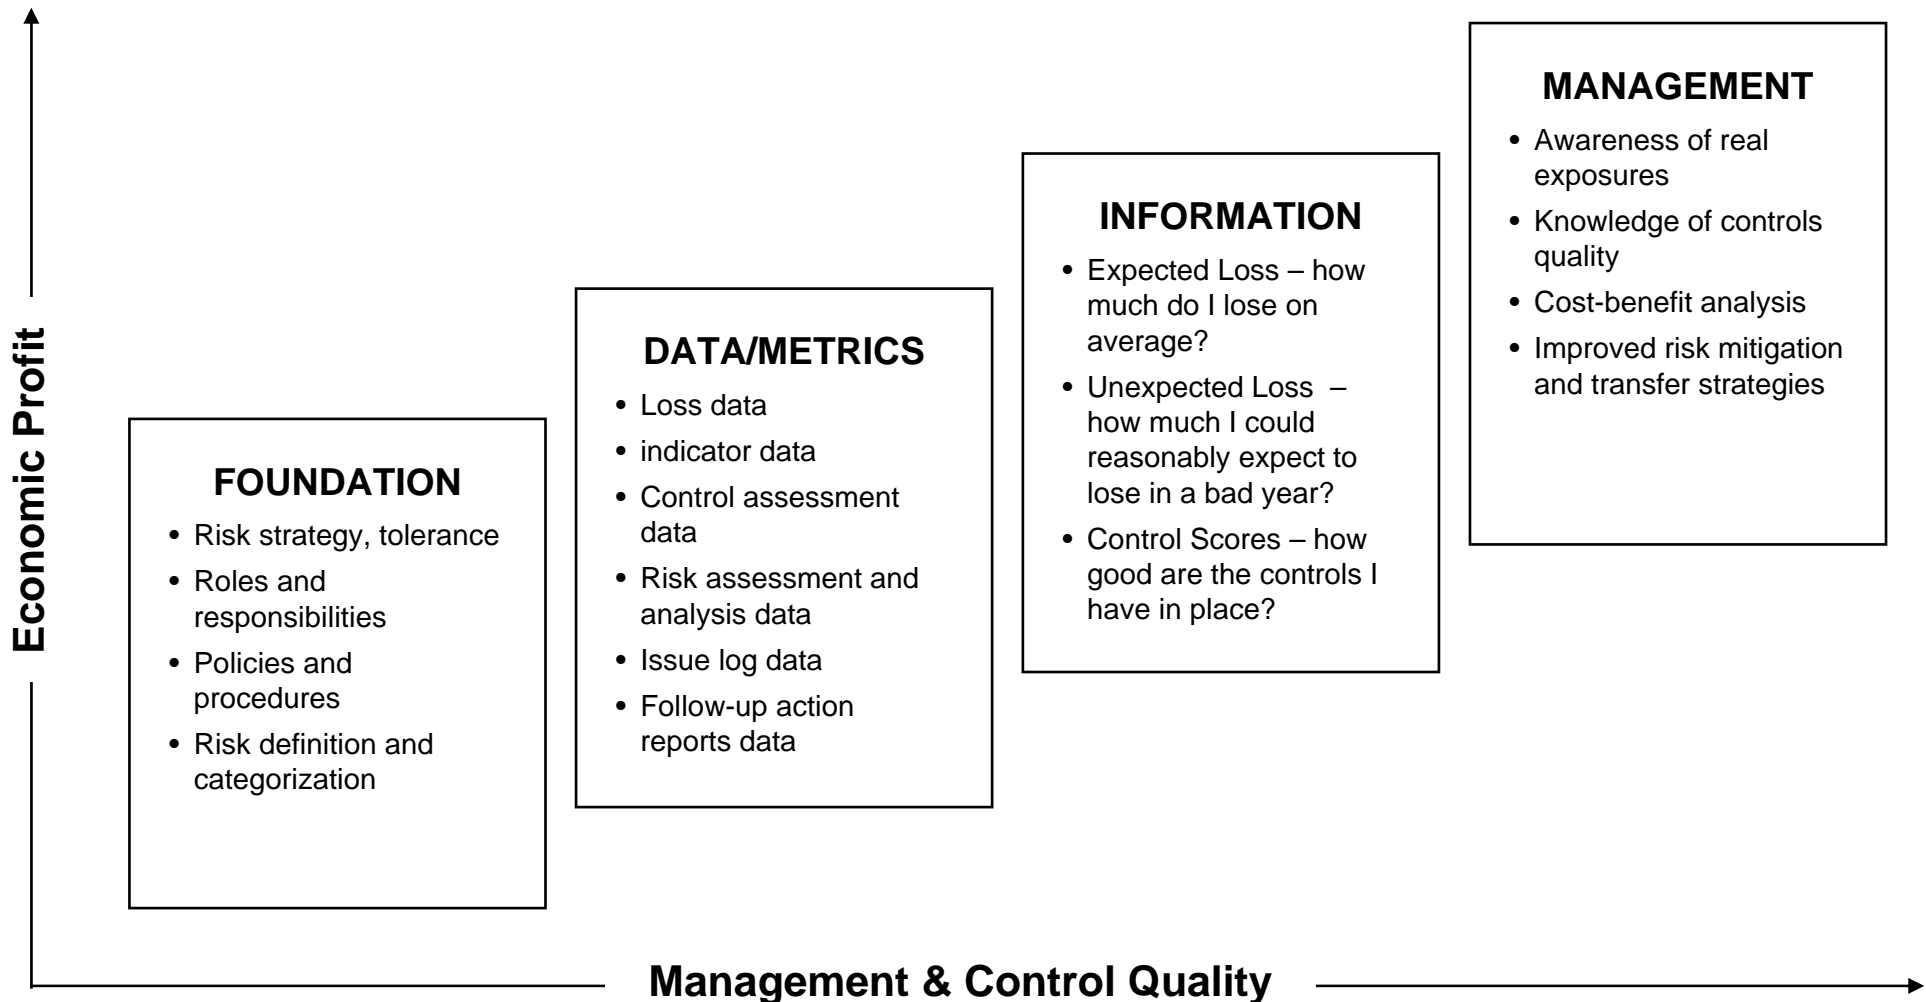 Economic Profit
FOUNDATION
• Risk strategy, tolerance
• Roles and
responsibilities
• Policies and
procedures
• Risk definition and
categorization
DATA/METRICS
• Loss data
• indicator data
• Control assessment
data
• Risk assessment and
analysis data
• Issue log data
• Follow-up action
reports data
INFORMATION
• Expected Loss – how
much do I lose on
average?
• Unexpected Loss –
how much I could
reasonably expect to
lose in a bad year?
• Control Scores – how
good are the controls I
have in place?
MANAGEMENT
• Awareness of real
exposures
• Knowledge of controls
quality
• Cost-benefit analysis
• Improved risk mitigation
and transfer strategies
Management & Control Quality